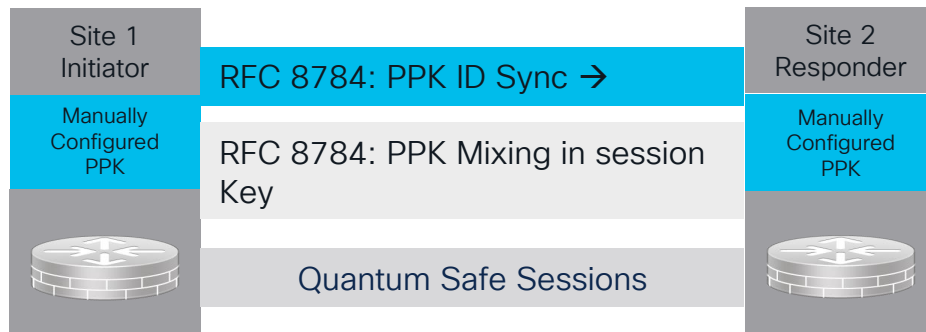 Site 1
Initiator
Manually
Configured
PPK
RFC 8784: PPK ID Sync →
RFC 8784: PPK Mixing in session
Key
Quantum Safe Sessions
Site 2
Responder
Manually
Configured
PPK